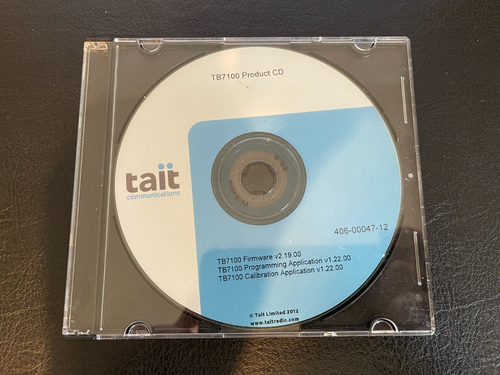 TB7100 Product CD
tait
communications
406-00047-12
TB7100 Firmware v2.19.00
TB7100 Programming Application v1.22.00
TB7100 Calibration Application v1.22.00
© Tait Limited 2012
www.taitradio.com